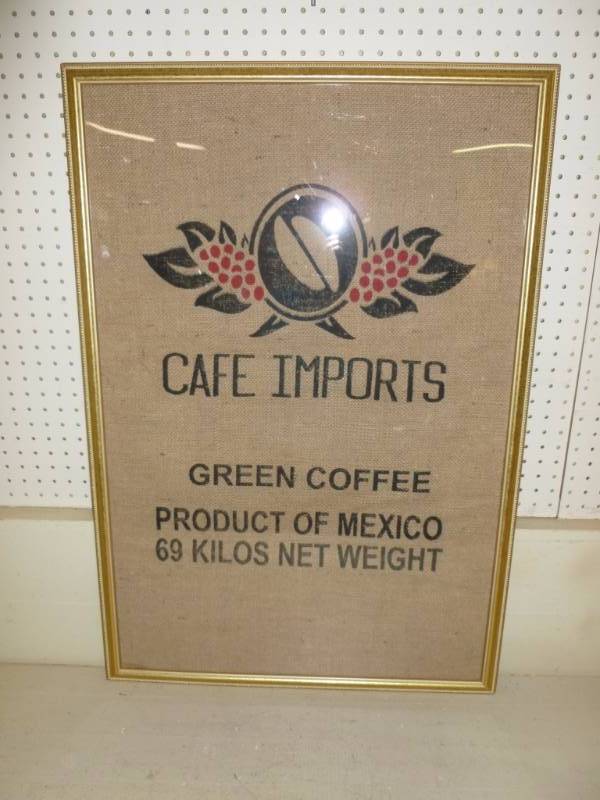 CAFE IMPORTS
GREEN COFFEE
PRODUCT OF MEXICO
69 KILOS NET WEIGHT